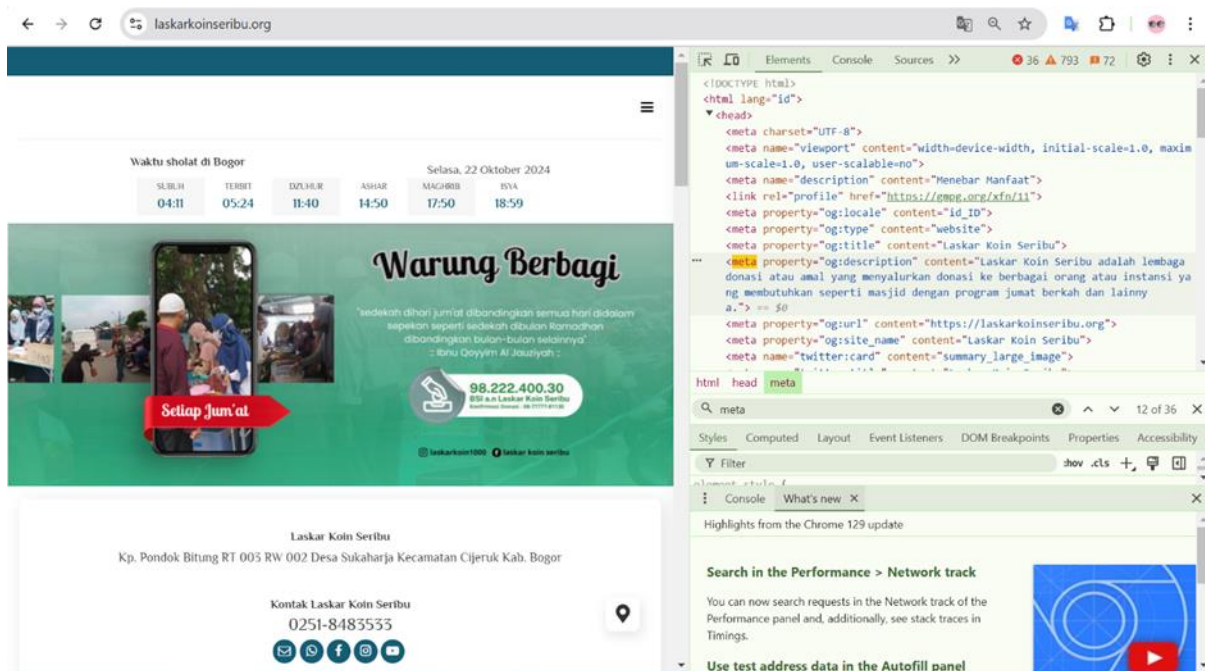 laskarkoinseribu.org
Waktu sholat di Bogor
Selasa, 22 Oktober 2024
SUBUH TERBIT DZUHUR ASHAR MAGHRIB ISYA
04:11 05:24 11:40 14:50 17:50 18:59
Warung Berbagi
"sedekah dihari jum'at dibandingkan semua hari didalam
sepekan seperti sedekah dibulan Ramadhan
dibandingkan bulan-bulan selainnya"
:: Ibnu Qoyyim Al Jauziyah ::
98.222.400.30
BSI a.n Laskar Koin Seribu
Setiap Jum'at
laskarkoin1000 laskar koin seribu
Laskar Koin Seribu
Kp. Pondok Bitung RT 003 RW 002 Desa Sukaharja Kecamatan Cijeruk Kab. Bogor
Kontak Laskar Koin Seribu
0251-8483533
Elements Console Sources >> 36 793 72
<!DOCTYPE html>
<html lang="id">
<head>
<meta charset="UTF-8">
<meta name="viewport" content="width=device-width, initial-scale=1.0, maxim
um-scale=1.0, user-scalable=no">
<meta name="description" content="Menebar Manfaat">
<link rel="profile" href="https://gmpg.org/xfn/11">
<meta property="og:locale" content="id_ID">
<meta property="og:type" content="website">
<meta property="og:title" content="Laskar Koin Seribu">
<meta property="og:description" content="Laskar Koin Seribu adalah lembaga
donasi atau amal yang menyalurkan donasi ke berbagai orang atau instansi ya
ng membutuhkan seperti masjid dengan program jumat berkah dan lainny
a."> == $0
<meta property="og:url" content="https://laskarkoinseribu.org">
<meta property="og:site_name" content="Laskar Koin Seribu">
<meta name="twitter:card" content="summary_large_image">
html head meta
meta 12 of 36
Styles Computed Layout Event Listeners DOM Breakpoints Properties Accessibility
Filter :hov .cls
element.style {
Console What's new
Highlights from the Chrome 129 update
Search in the Performance > Network track
You can now search requests in the Network track of the
Performance panel and, additionally, see stack traces in
Timings.
Use test address data in the Autofill panel